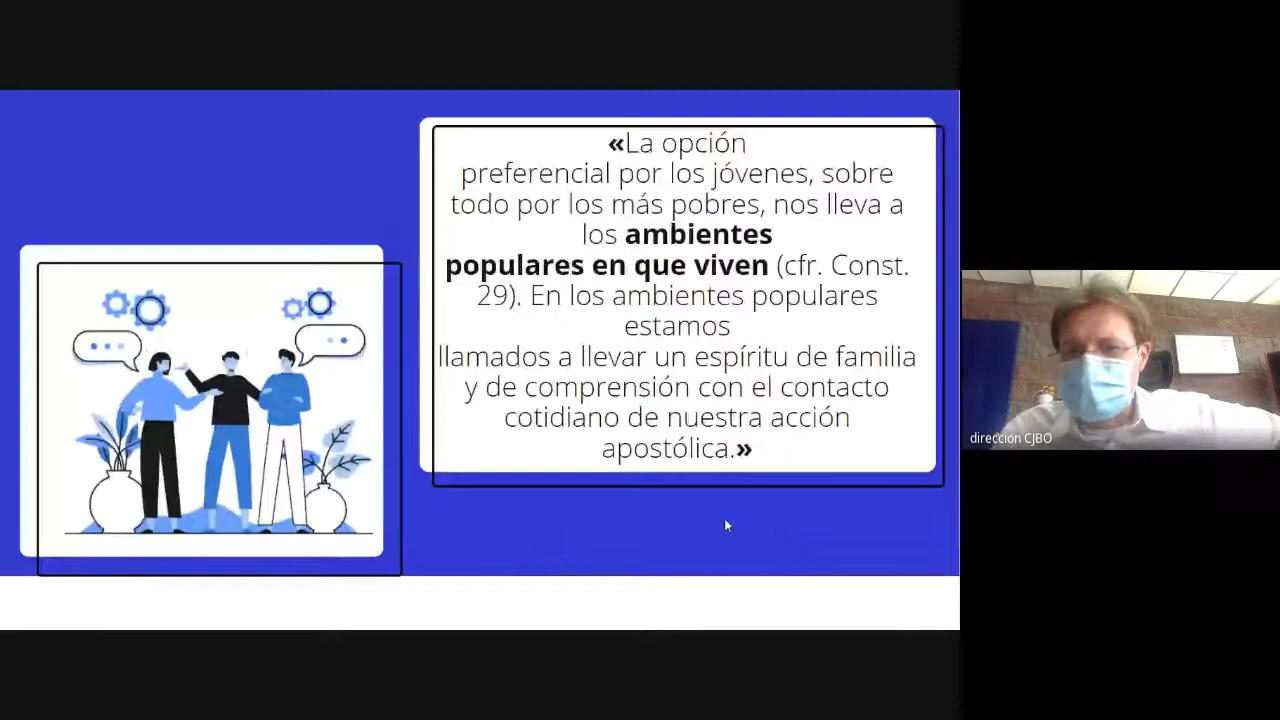 «La opción
preferencial por los jóvenes, sobre
todo por los más pobres, nos lleva a
los ambientes
populares en que viven (cfr. Const.
29). En los ambientes populares
estamos
llamados a llevar un espíritu de familia
y de comprensión con el contacto
cotidiano de nuestra acción
apostólica.»
direccion CJBO